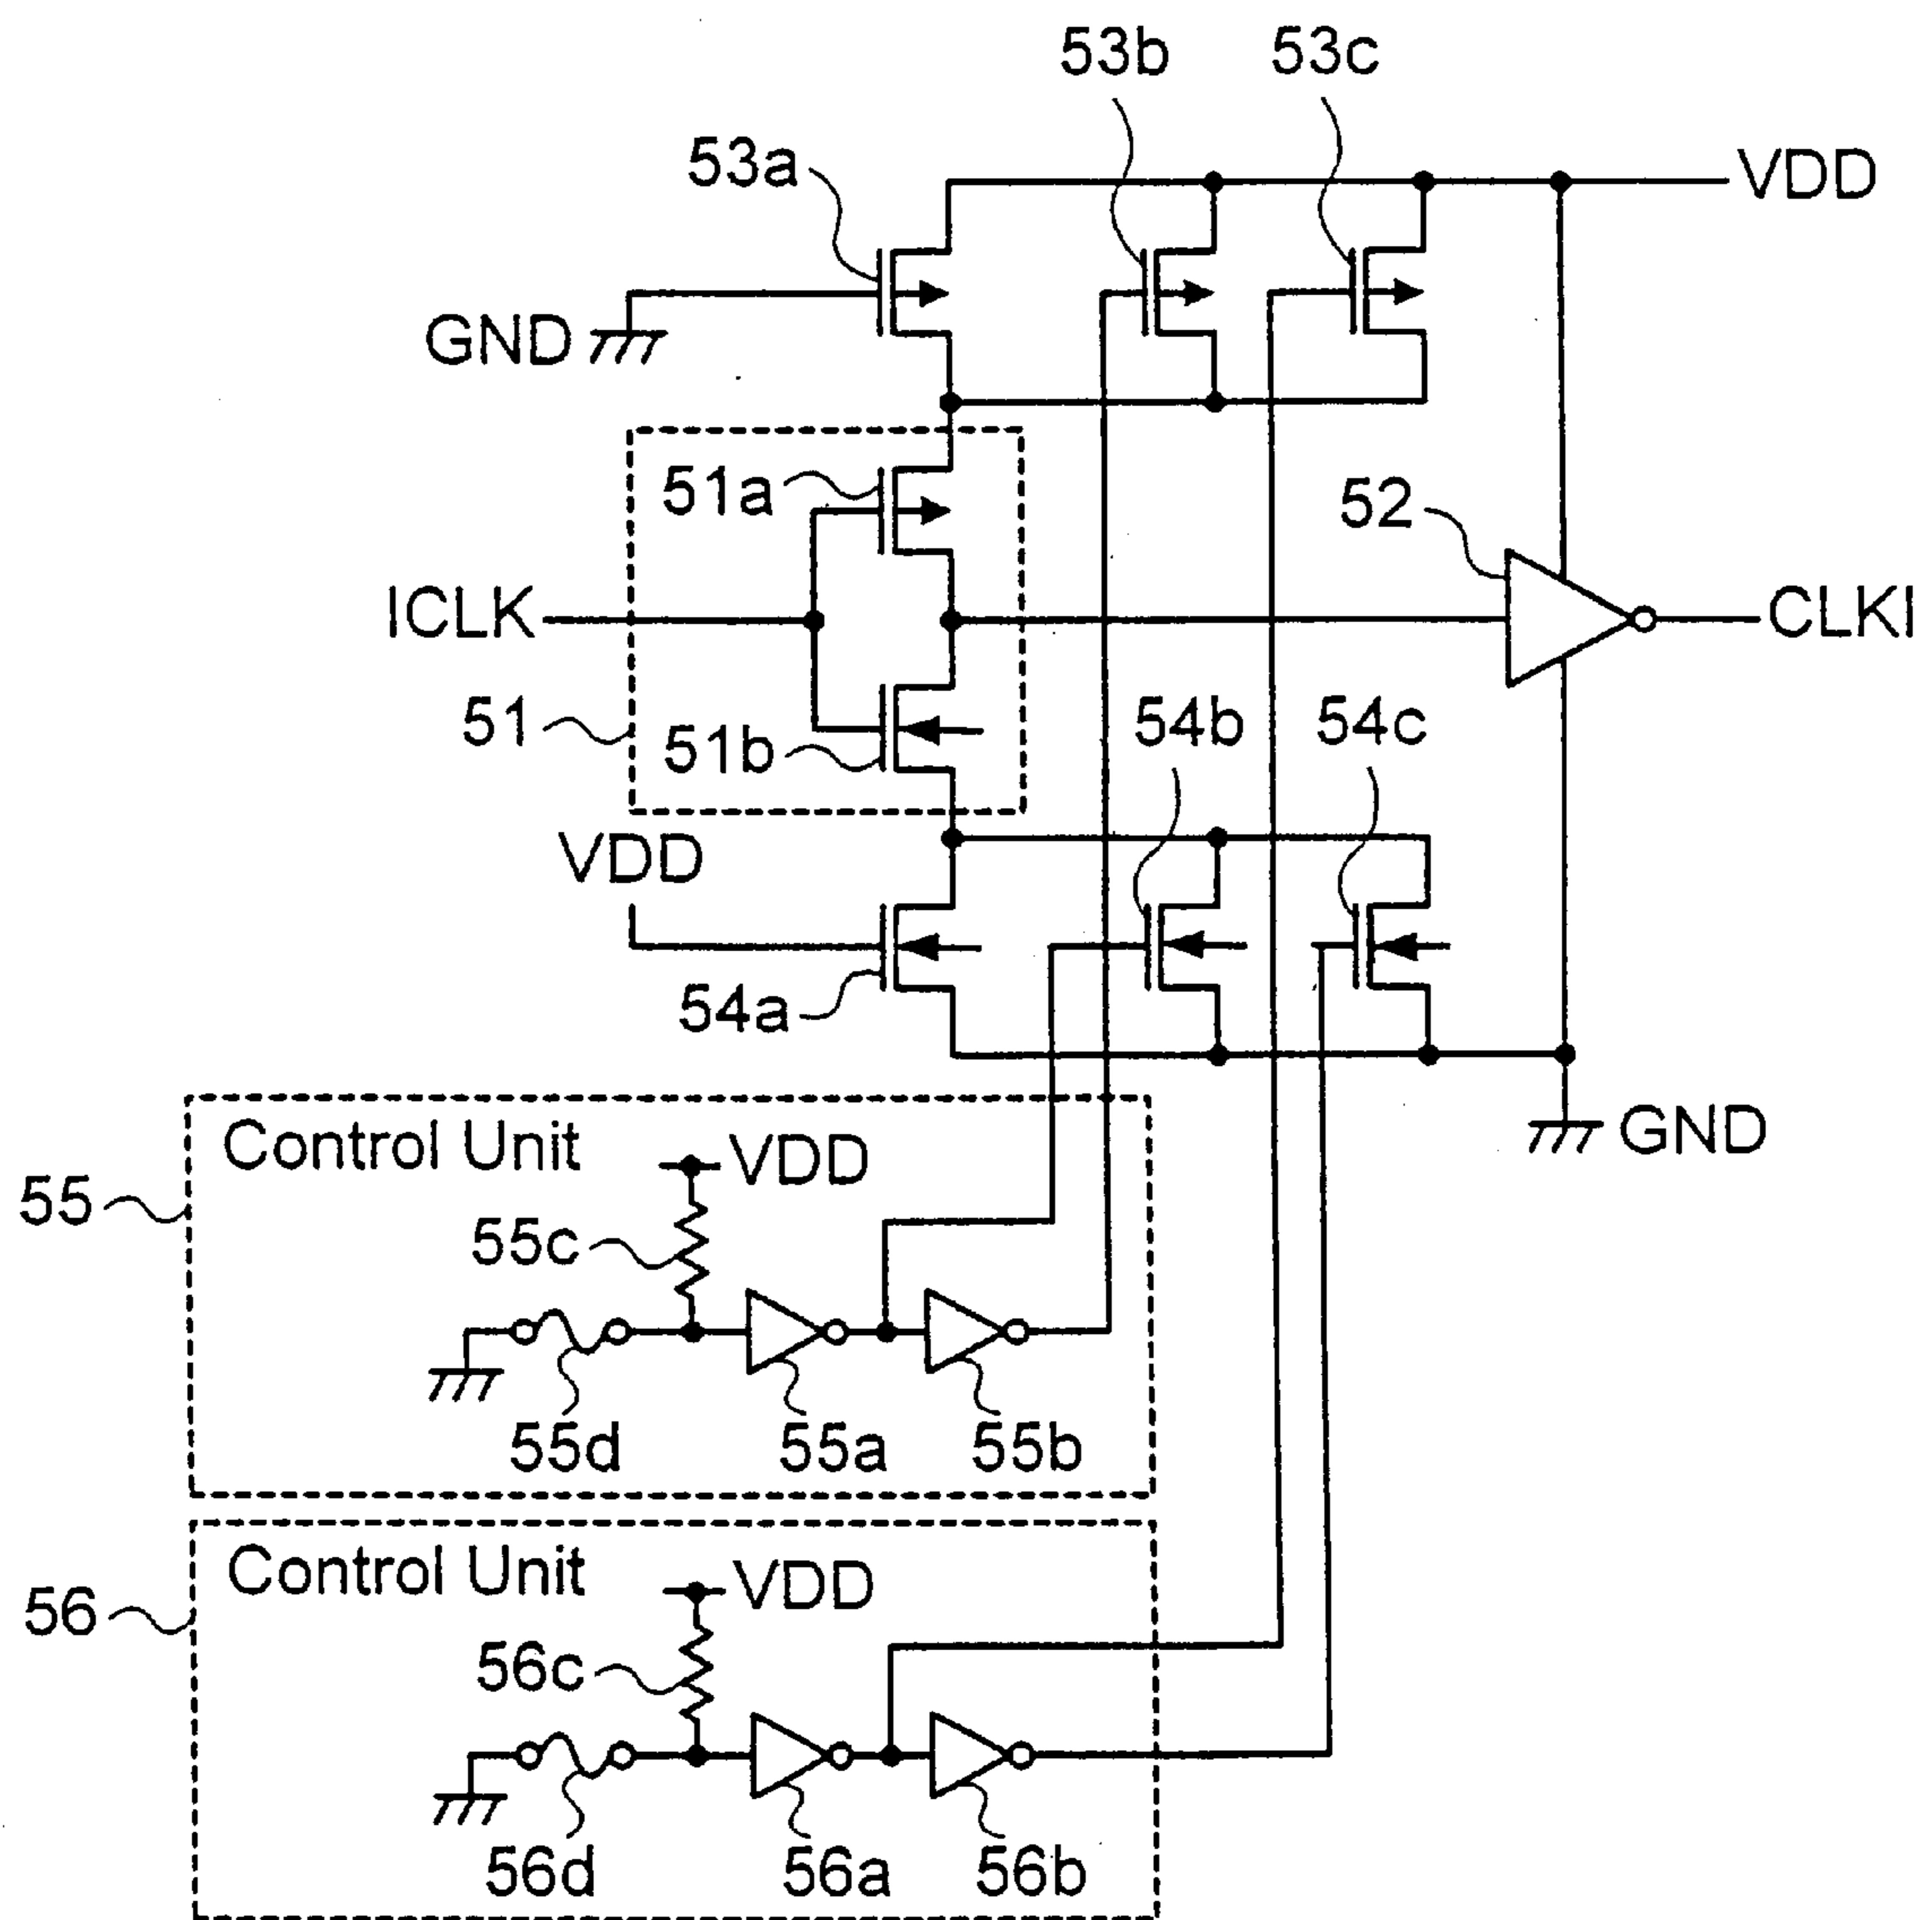 53b 53c
53a
VDD
GND
51a
52
ICLK
CLKI
51
54b 54c
51b
VDD
54a
GND
Control Unit
VDD
55
55c
55d 55a 55b
Control Unit
VDD
56
56c
56d 56a 56b